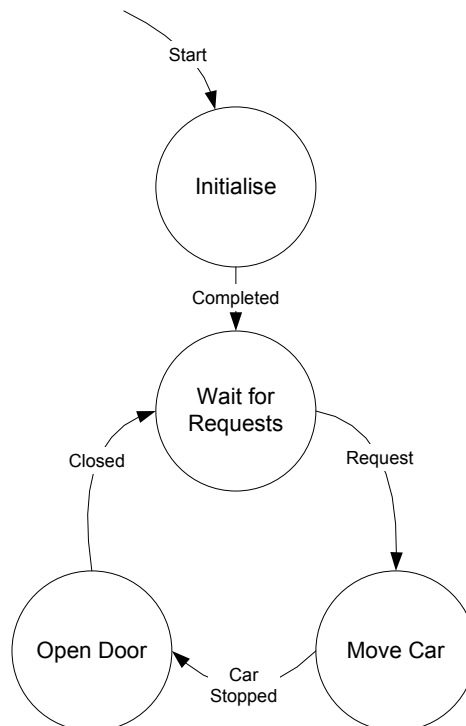 Start
Initialise
Completed
Wait for
Requests
Closed
Request
Open Door
Car
Stopped
Move Car